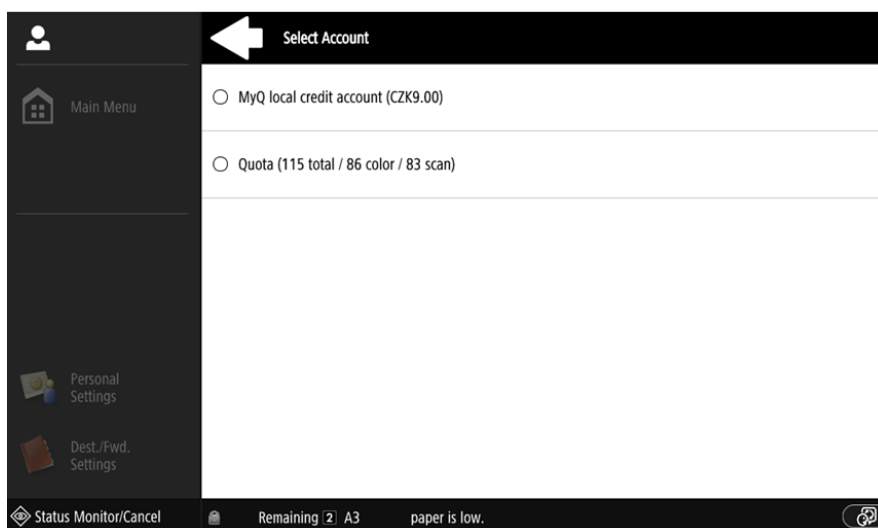 Select Account
Main Menu
MyQ local credit account (CZK9.00)
Quota (115 total / 86 color / 83 scan)
Personal
Settings
Dest./Fwd.
Settings
Status Monitor/Cancel
Remaining 2 A3 paper is low.